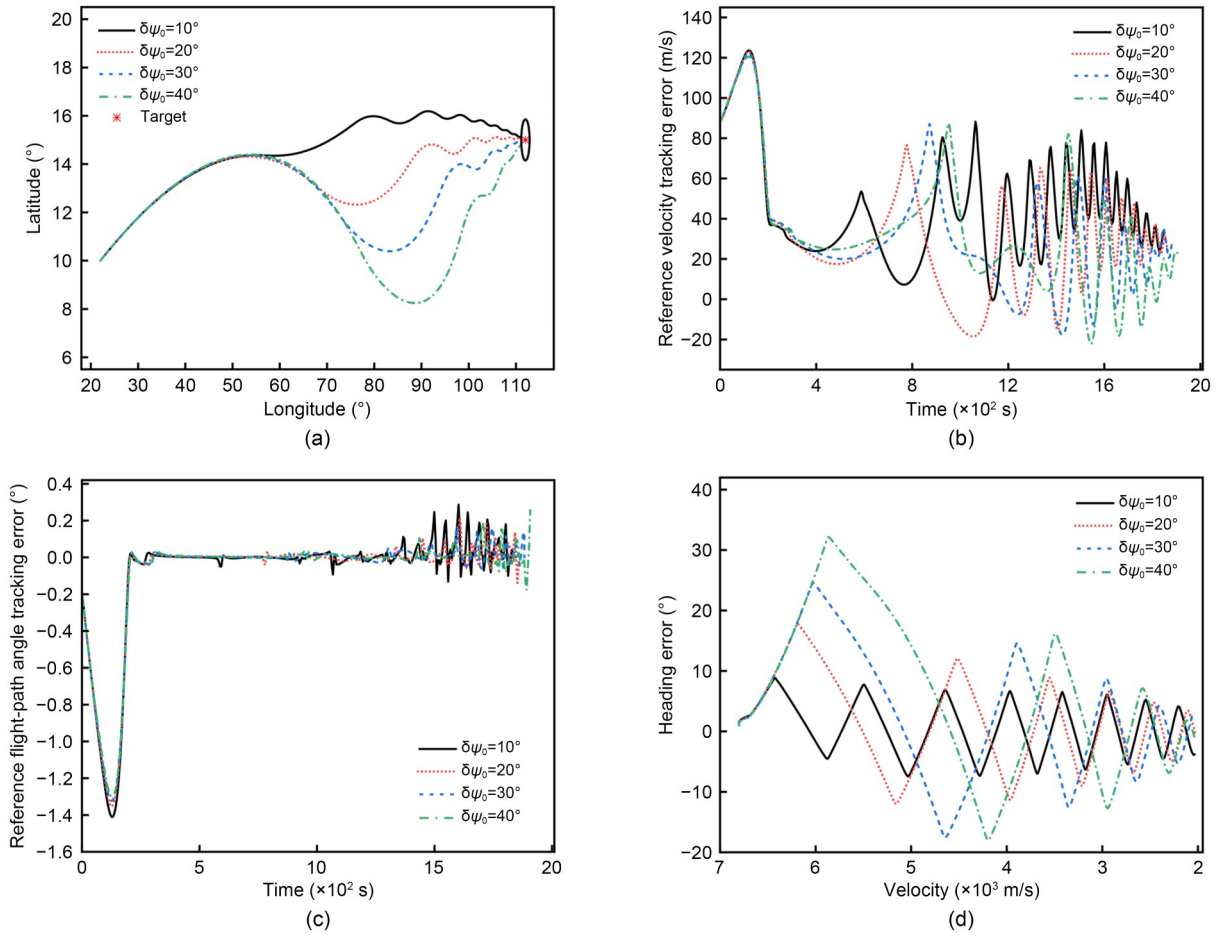 20
18
16
14
12
10
8
6
Latitude (°)
δψ₀=10°
δψ₀=20°
δψ₀=30°
δψ₀=40°
Target
20 30 40 50 60 70 80 90 100 110
Longitude (°)
(a)
140
120
100
80
60
40
20
0
−20
Reference velocity tracking error (m/s)
δψ₀=10°
δψ₀=20°
δψ₀=30°
δψ₀=40°
0 4 8 12 16 20
Time (×10² s)
(b)
0.4
0.2
0.0
−0.2
−0.4
−0.6
−0.8
−1.0
−1.2
−1.4
−1.6
Reference flight-path angle tracking error (°)
δψ₀=10°
δψ₀=20°
δψ₀=30°
δψ₀=40°
0 5 10 15 20
Time (×10² s)
(c)
40
30
20
10
0
−10
−20
Heading error (°)
δψ₀=10°
δψ₀=20°
δψ₀=30°
δψ₀=40°
7 6 5 4 3 2
Velocity (×10³ m/s)
(d)